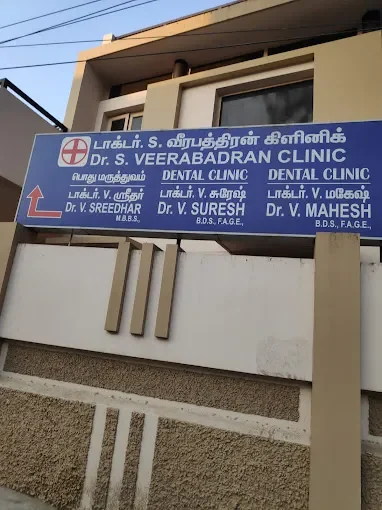 டாக்டர். S. வீரபத்திரன் கிளினிக்
Dr. S. VEERABADRAN CLINIC
பொது மருத்துவம்
டாக்டர். V. ஸ்ரீதர்
Dr. V. SREEDHAR
M.B.B.S.,
DENTAL CLINIC
டாக்டர். V. சுரேஷ்
Dr. V. SURESH
B.D.S., F.A.G.E.,
DENTAL CLINIC
டாக்டர். V. மகேஷ்
Dr. V. MAHESH
B.D.S., F.A.G.E.,